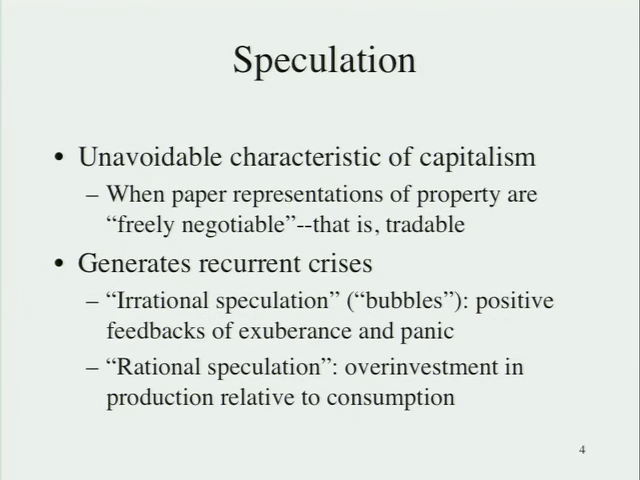 Speculation
• Unavoidable characteristic of capitalism
– When paper representations of property are
“freely negotiable”--that is, tradable
• Generates recurrent crises
– “Irrational speculation” (“bubbles”): positive
feedbacks of exuberance and panic
– “Rational speculation”: overinvestment in
production relative to consumption
4